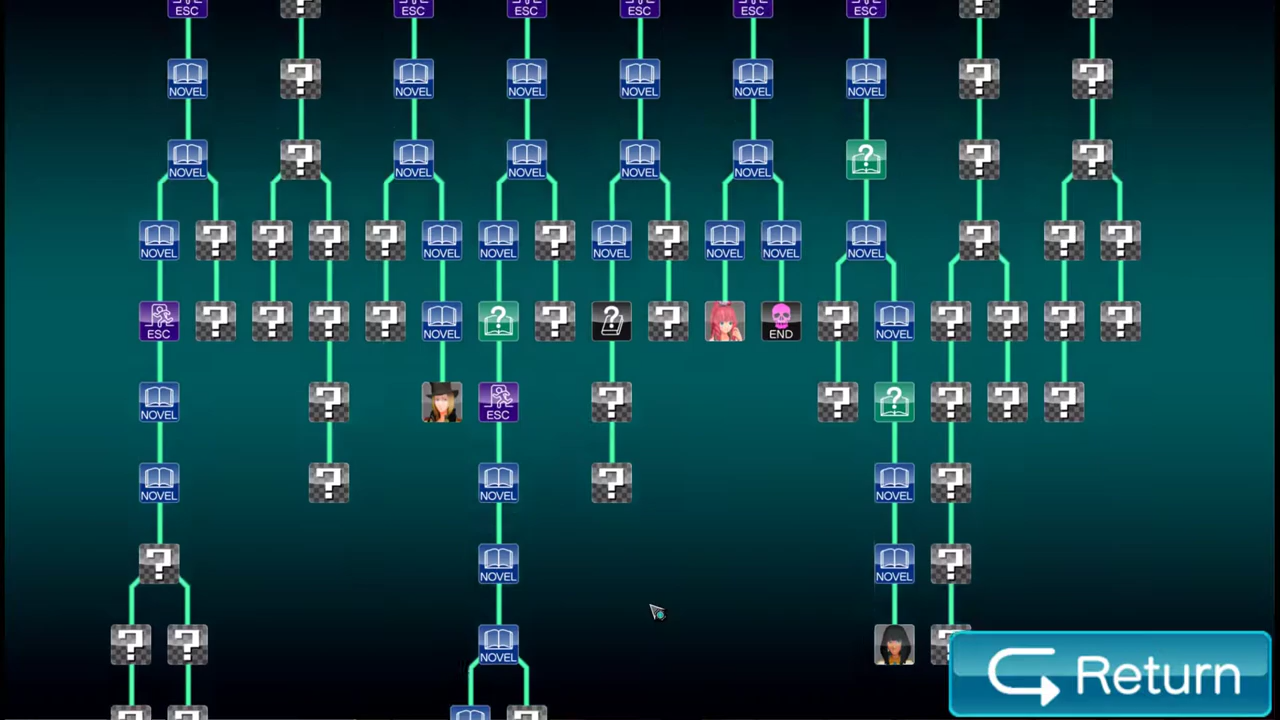 ESC ? ESC ESC ESC ESC ESC ? ?
NOVEL ? NOVEL NOVEL NOVEL NOVEL NOVEL ? ?
NOVEL ? NOVEL NOVEL NOVEL NOVEL ? ? ?
NOVEL ? ? ? ? NOVEL NOVEL ? NOVEL ? NOVEL NOVEL NOVEL ? ? ?
ESC ? ? ? ? NOVEL ? ? ? ? END ? NOVEL ? ? ? ?
NOVEL ? ESC ? ? ? ? ? ?
NOVEL ? NOVEL ? NOVEL ?
? NOVEL NOVEL ?
? ? NOVEL ?
Return
? ? ?